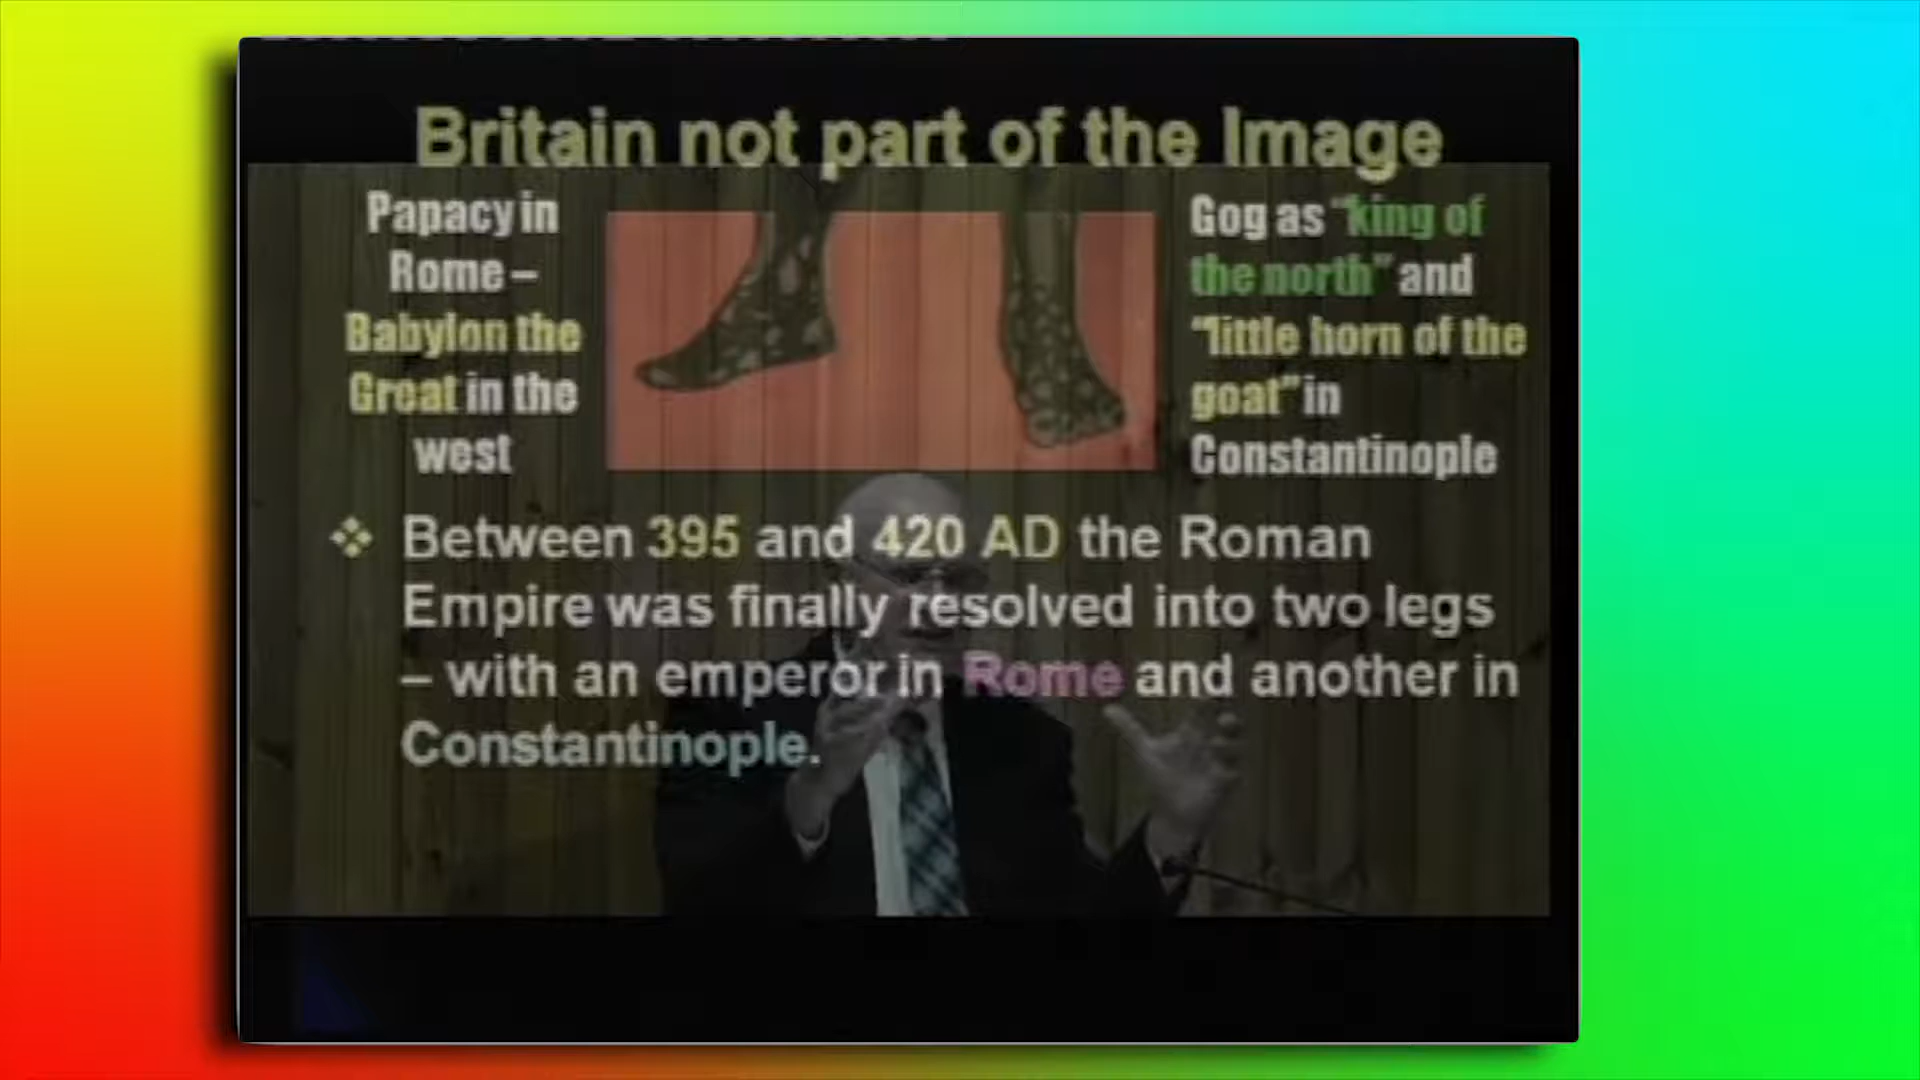 Britain not part of the Image
Papacy in
Rome –
Babylon the
Great in the
west
Gog as "king of
the north" and
"little horn of the
goat" in
Constantinople
❖ Between 395 and 420 AD the Roman
Empire was finally resolved into two legs
– with an emperor in Rome and another in
Constantinople.